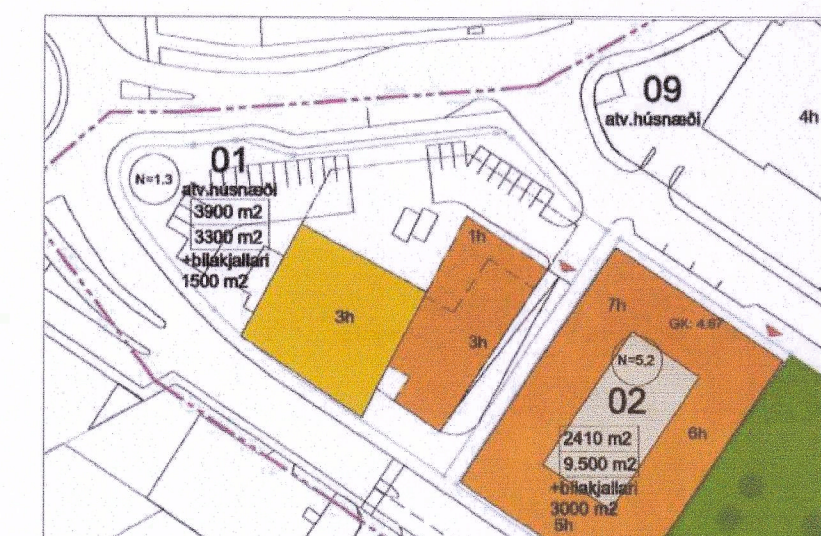 09
atv.húsnæði
4h
01
N=1.3
atv.húsnæði
3900 m2
3300 m2
+bílakjallari
1500 m2
1h
3h
3h
7h
GK: 4.87
N=5,2
02
2410 m2
9.500 m2
6h
+bílakjallari
3000 m2
5h